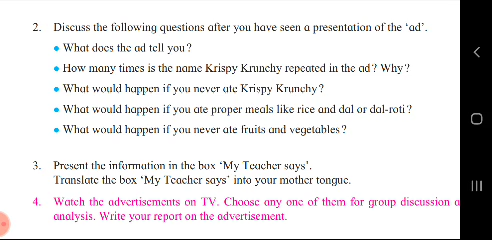 2. Discuss the following questions after you have seen a presentation of the ‘ad’.
• What does the ad tell you?
• How many times is the name Krispy Krunchy repeated in the ad? Why?
• What would happen if you never ate Krispy Krunchy?
• What would happen if you ate proper meals like rice and dal or dal-roti?
• What would happen if you never ate fruits and vegetables?
3. Present the information in the box ‘My Teacher says’.
Translate the box ‘My Teacher says’ into your mother tongue.
4. Watch the advertisements on TV. Choose any one of them for group discussion a
analysis. Write your report on the advertisement.